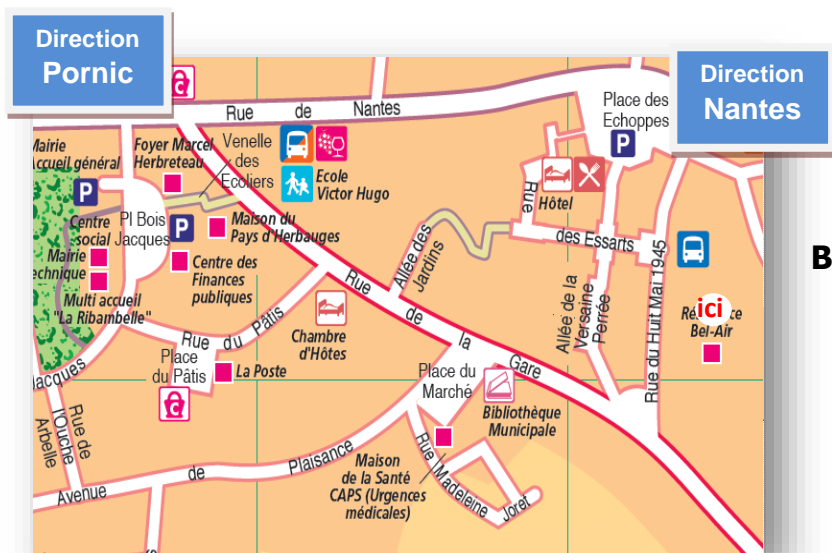 Direction
Pornic
Direction
Nantes
Rue de Nantes
Place des
Echoppes
P
Mairie
Accueil général
P
Foyer Marcel
Herbreteau
Venelle
des
Ecoliers
Ecole
Victor Hugo
Hôtel
Rue
des Essarts
Centre
social
Pl Bois
Jacques
P
Maison du
Pays d'Herbauges
Mairie
technique
Centre des
Finances
publiques
Multi accueil
"La Ribambelle"
Allée des
Jardins
Allée de la
Versaine
Perrée
Rue du Huit Mai 1945
B
ici
Bel-Air
Rue de la Gare
Chambre
d'Hôtes
Rue du Pâtis
Place
du Pâtis
La Poste
C
C
Place du
Marché
Bibliothèque
Municipale
Jacques
Rue de
l'Ouche
Arbelle
Avenue de Plaisance
Maison
de la Santé
CAPS (Urgences
médicales)
Rue Madeleine Joret